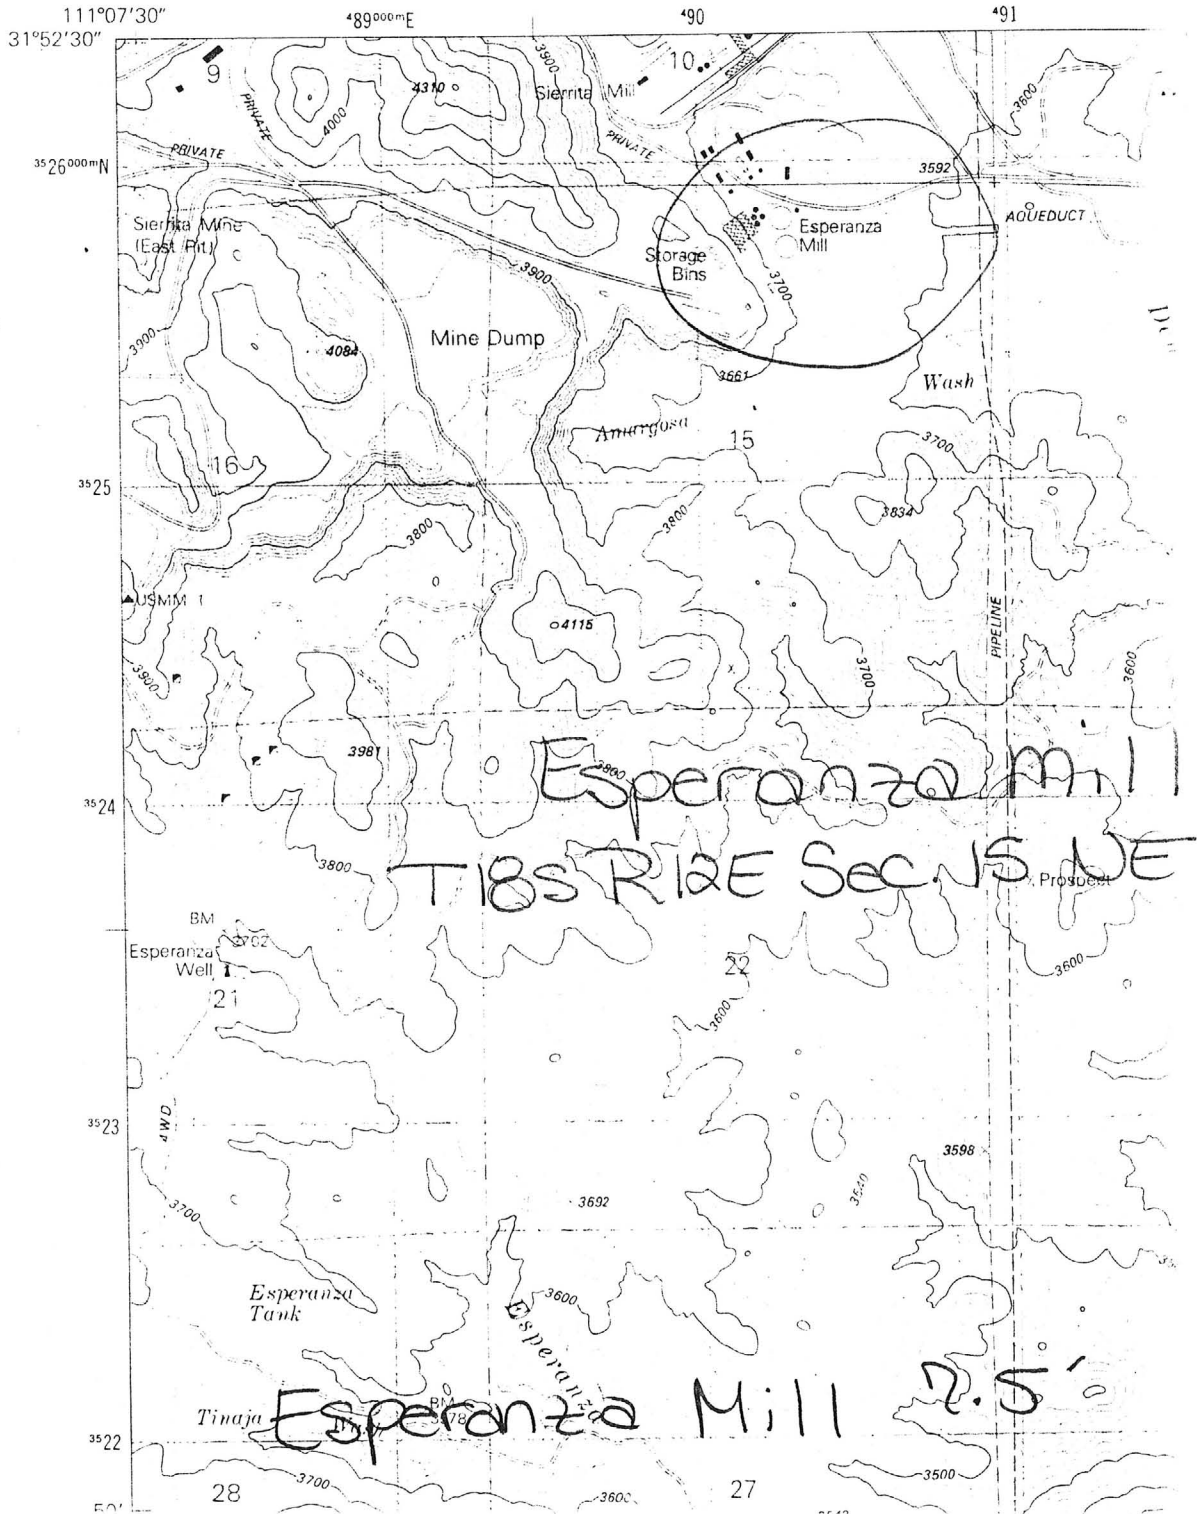 111°07'30" ⁴89⁰⁰⁰ᵐE ⁴90 ⁴91
31°52'30"
9
10
3900
4310
Sierrita Mill
4000
3600
PRIVATE
PRIVATE
PRIVATE
³⁵26⁰⁰⁰ᵐN
3592
AQUEDUCT
Sierrita Mine
(East Pit)
Esperanza
Mill
Storage
Bins
3900
3700
Mine Dump
3900
4084
3661
Wash
Amargosa
15
3700
16
³⁵25
3800
3834
3800
USMM 1
4115
PIPELINE
3900
3700
3600
3981
3800
Esperanza Mill
³⁵24
3800
T18S R12E Sec. 15 NE
Prospect
BM
3792
Esperanza
Well
21
22
3600
3600
³⁵23
3598
3700
3692
Esperanza
Tank
3600
Esperanza
Esperanza Mill 7.5'
Tinaja
BM
³⁵22
3700
3500
28
3600
27